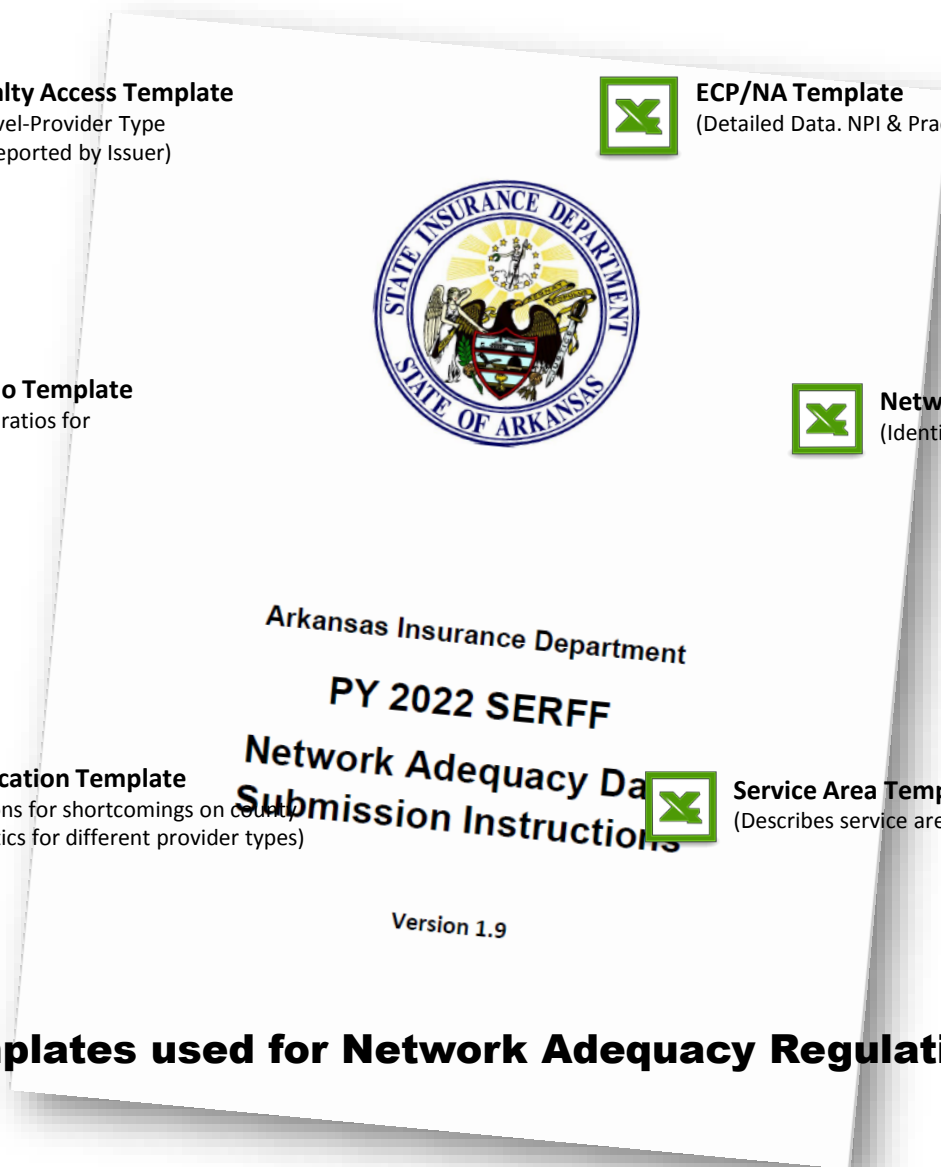 alty Access Template
vel-Provider Type
eported by Issuer)
ECP/NA Template
(Detailed Data. NPI & Pra
STATE INSURANCE DEPARTMENT
STATE OF ARKANSAS
o Template
ratios for
Netw
(Identi
Arkansas Insurance Department
PY 2022 SERFF
Network Adequacy Da
Submission Instructions
cation Template
ons for shortcomings on county
tics for different provider types)
Service Area Temp
(Describes service are
Version 1.9
plates used for Network Adequacy Regulati